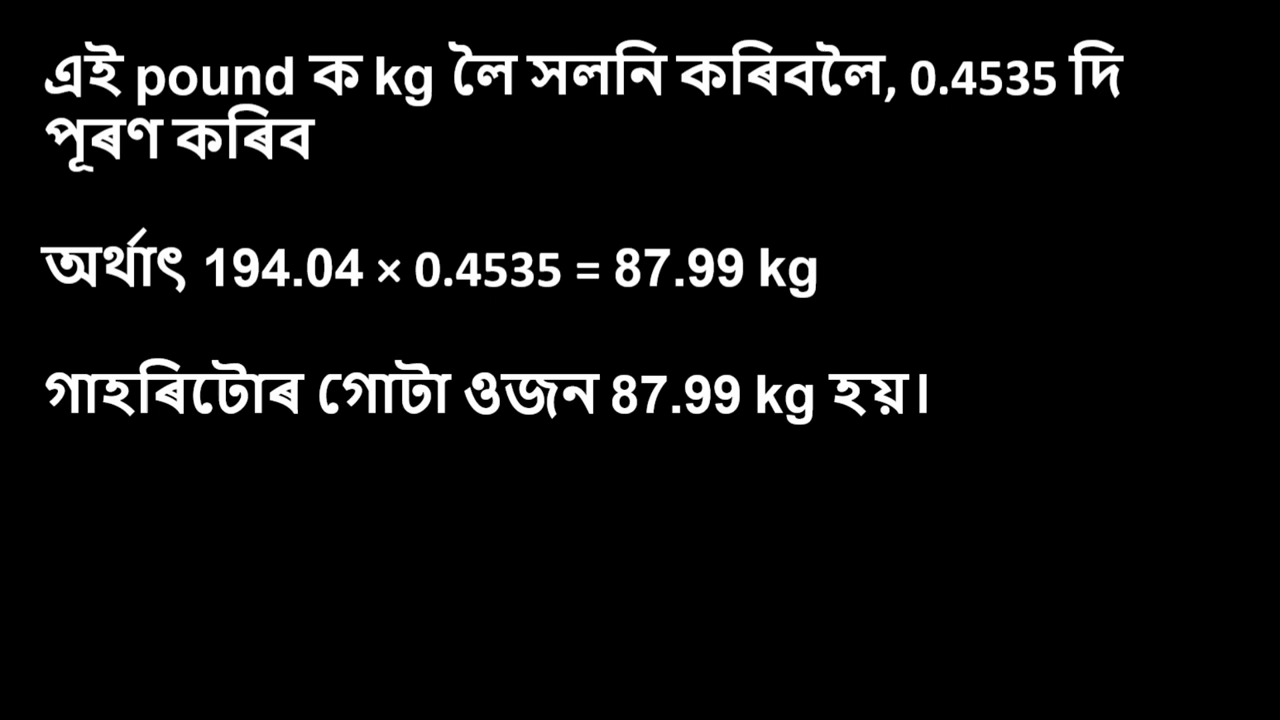 এই pound ক kg লৈ সলনি কৰিবলৈ, 0.4535 দি
পূৰণ কৰিব
অৰ্থাৎ 194.04 × 0.4535 = 87.99 kg
গাহৰিটোৰ গোটা ওজন 87.99 kg হয়।